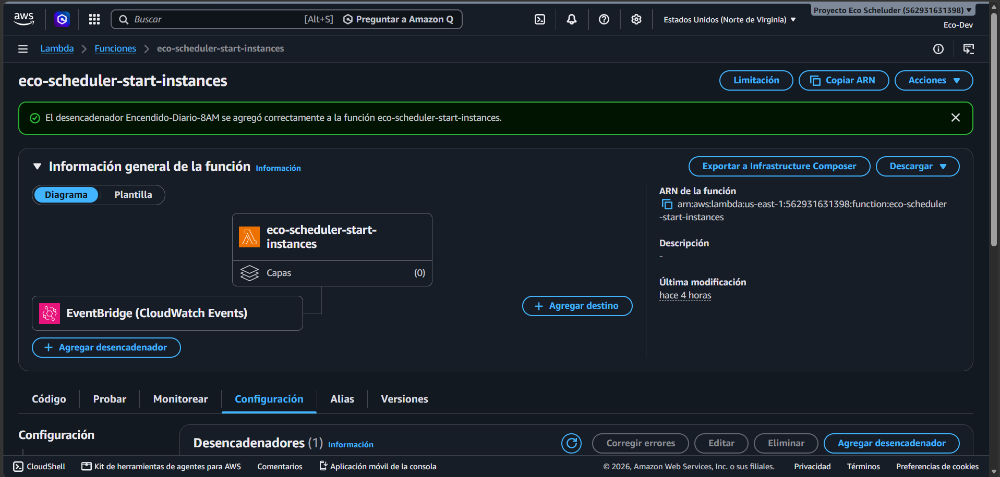 aws
Buscar
[Alt+S]
Preguntar a Amazon Q
Estados Unidos (Norte de Virginia)
Proyecto Eco Scheluder (562931631398)
Eco-Dev
Lambda
Funciones
eco-scheduler-start-instances
eco-scheduler-start-instances
Limitación
Copiar ARN
Acciones
El desencadenador Encendido-Diario-8AM se agregó correctamente a la función eco-scheduler-start-instances.
Información general de la función
Información
Exportar a Infrastructure Composer
Descargar
Diagrama
Plantilla
eco-scheduler-start-
instances
Capas
(0)
EventBridge (CloudWatch Events)
Agregar desencadenador
Agregar destino
ARN de la función
arn:aws:lambda:us-east-1:562931631398:function:eco-scheduler
-start-instances
Descripción
-
Última modificación
hace 4 horas
Código
Probar
Monitorear
Configuración
Alias
Versiones
Configuración
Desencadenadores (1)
Información
Corregir errores
Editar
Eliminar
Agregar desencadenador
CloudShell
Kit de herramientas de agentes para AWS
Comentarios
Aplicación móvil de la consola
© 2026, Amazon Web Services, Inc. o sus filiales.
Privacidad
Términos
Preferencias de cookies